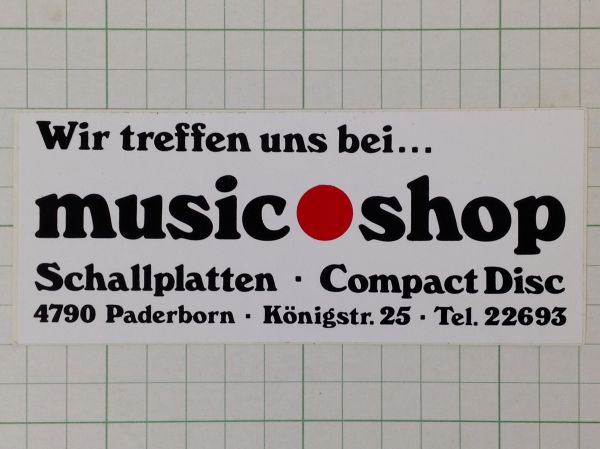 Wir treffen uns bei...
music shop
Schallplatten · Compact Disc
4790 Paderborn · Königstr. 25 · Tel. 22693